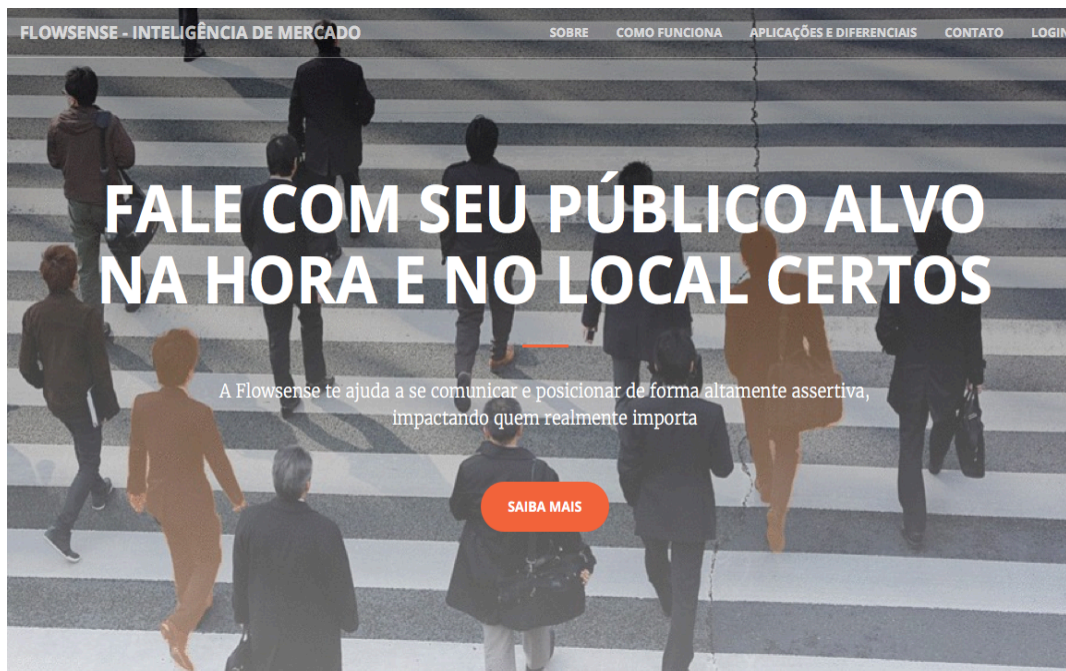 FLOWSENSE - INTELIGÊNCIA DE MERCADO
SOBRE COMO FUNCIONA APLICAÇÕES E DIFERENCIAIS CONTATO LOGIN
FALE COM SEU PÚBLICO ALVO
NA HORA E NO LOCAL CERTOS
A Flowsense te ajuda a se comunicar e posicionar de forma altamente assertiva,
impactando quem realmente importa
SAIBA MAIS